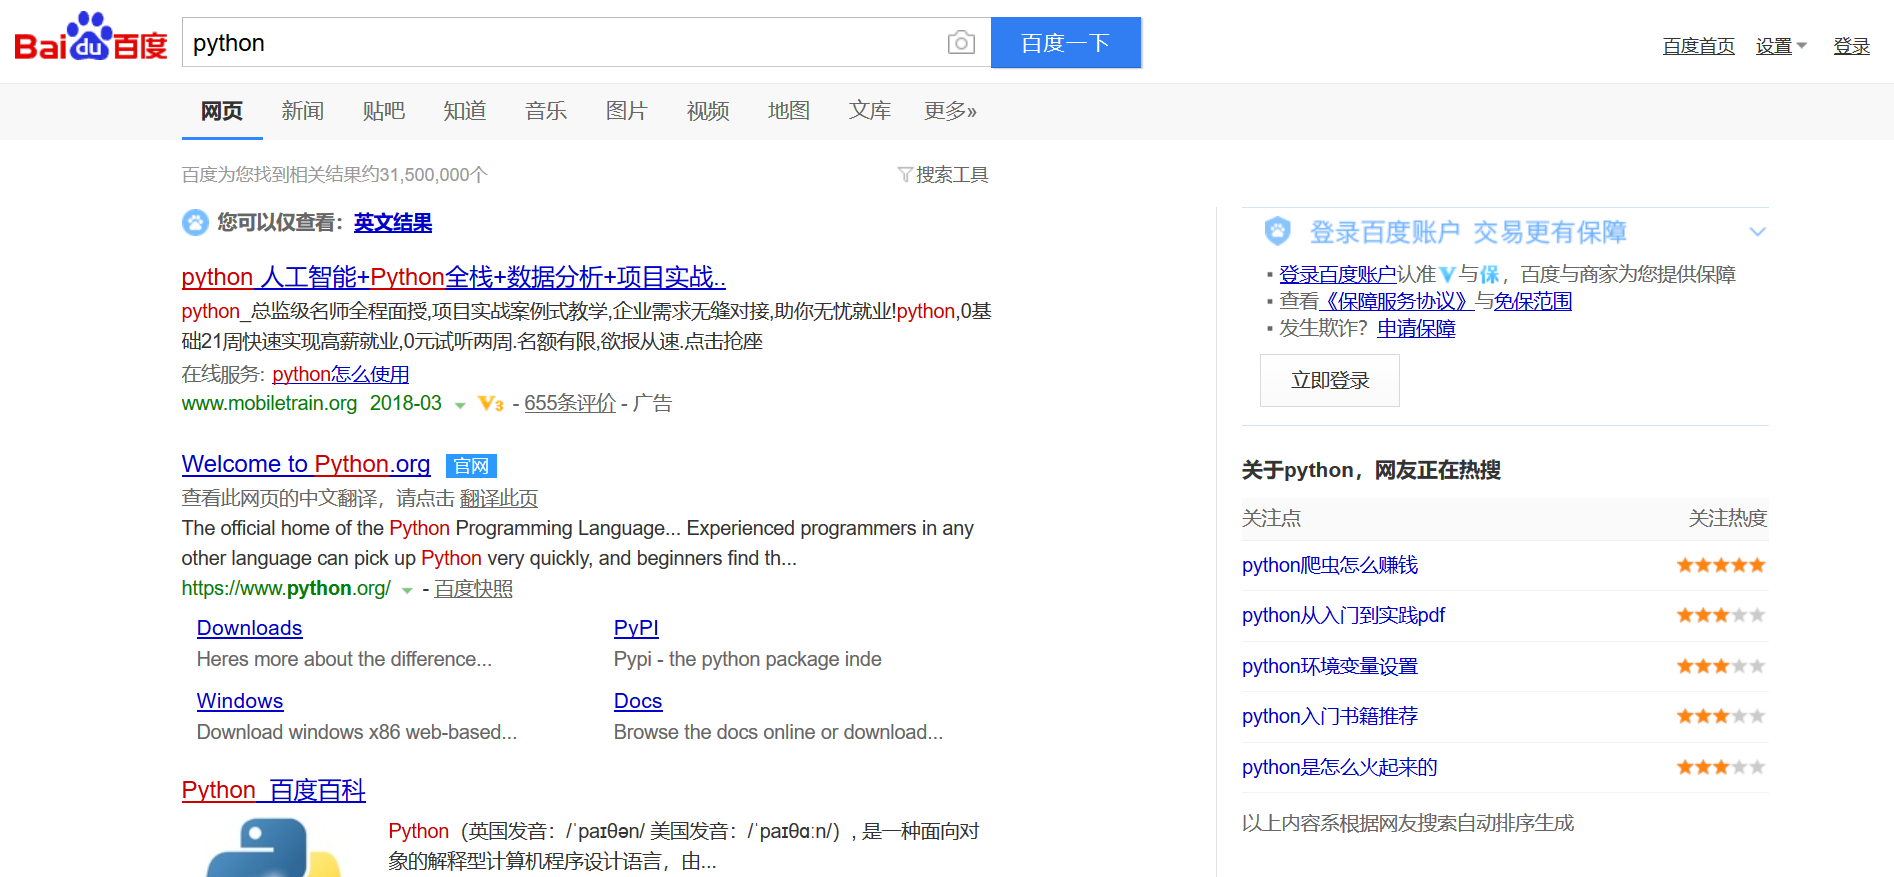 Bai du 百度
python
百度一下
百度首页 设置 登录
网页 新闻 贴吧 知道 音乐 图片 视频 地图 文库 更多»
百度为您找到相关结果约31,500,000个
搜索工具
您可以仅查看：英文结果
python 人工智能+Python全栈+数据分析+项目实战..
python_总监级名师全程面授,项目实战案例式教学,企业需求无缝对接,助你无忧就业!python,0基
础21周快速实现高薪就业,0元试听两周.名额有限,欲报从速.点击抢座
在线服务: python怎么使用
www.mobiletrain.org 2018-03 V3 - 655条评价 - 广告
Welcome to Python.org 官网
查看此网页的中文翻译，请点击 翻译此页
The official home of the Python Programming Language... Experienced programmers in any
other language can pick up Python very quickly, and beginners find th...
https://www.python.org/ - 百度快照
Downloads
Heres more about the difference...
PyPI
Pypi - the python package inde
Windows
Download windows x86 web-based...
Docs
Browse the docs online or download...
Python_百度百科
Python（英国发音：/ˈpaɪθən/ 美国发音：/ˈpaɪθɑːn/）, 是一种面向对
象的解释型计算机程序设计语言，由...
登录百度账户 交易更有保障
▪ 登录百度账户认准V与保，百度与商家为您提供保障
▪ 查看《保障服务协议》与免保范围
▪ 发生欺诈？申请保障
立即登录
关于python，网友正在热搜
关注点 关注热度
python爬虫怎么赚钱
python从入门到实践pdf
python环境变量设置
python入门书籍推荐
python是怎么火起来的
以上内容系根据网友搜索自动排序生成